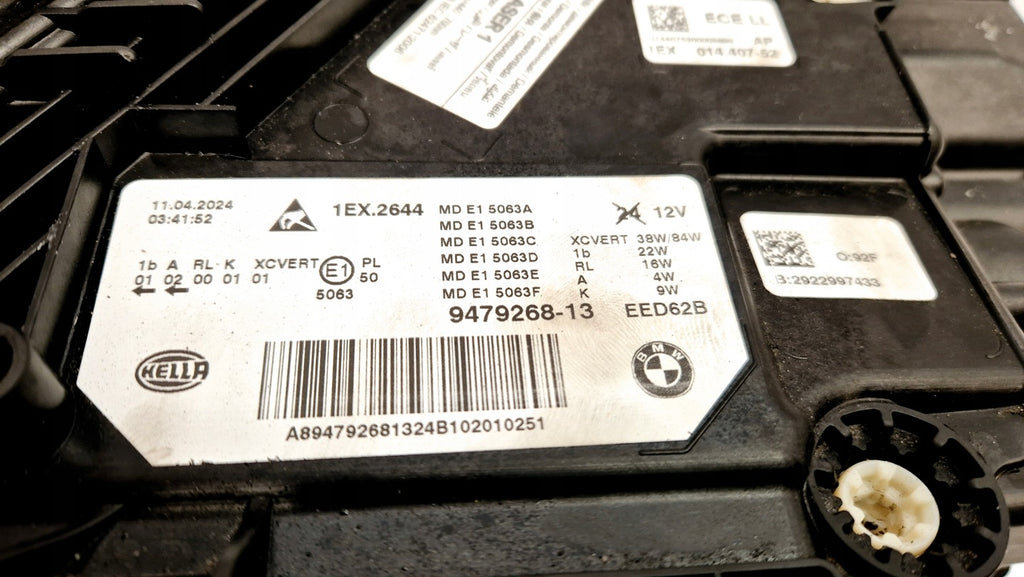 LASER 1
ECE LL
AP
1EX 014 407-52
11.04.2024
03:41:52
1EX.2644
MD E1 5063A
MD E1 5063B
MD E1 5063C
MD E1 5063D
MD E1 5063E
MD E1 5063F
24 12V
XCVERT 38W/84W
1b 22W
RL 16W
A 4W
K 9W
1b A RL-K XCVERT E1 PL
01 02 00 01 01 50
5063
9479268-13 EED62B
HELLA
BMW
A894792681324B102010251
O:92F
B:2922997433